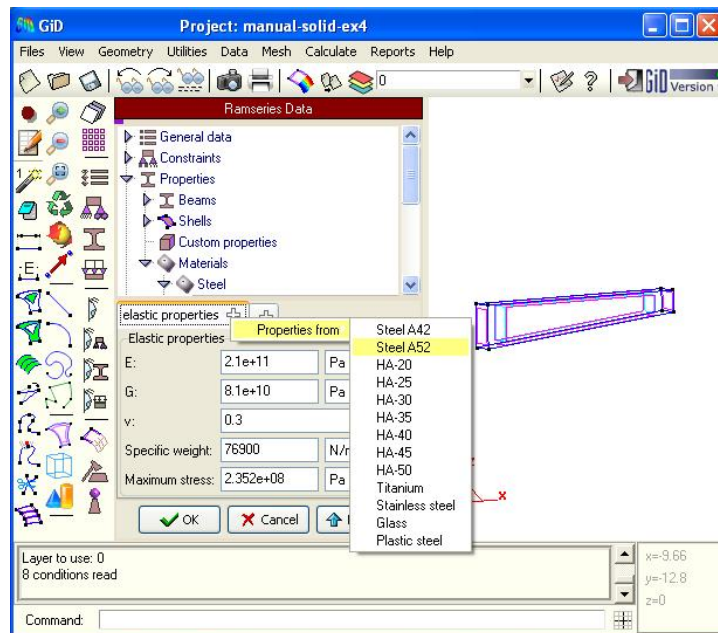 GiD Project: manual-solid-ex4
Files View Geometry Utilities Data Mesh Calculate Reports Help
0
GiD Version
Ramseries Data
General data
Constraints
Properties
Beams
Shells
Custom properties
Materials
Steel
elastic properties
Properties from
Elastic properties
E: 2.1e+11 Pa
G: 8.1e+10 Pa
v: 0.3
Specific weight: 76900
Maximum stress: 2.352e+08 Pa
OK Cancel
Steel A42
Steel A52
HA-20
HA-25
HA-30
HA-35
HA-40
HA-45
HA-50
Titanium
Stainless steel
Glass
Plastic steel
x
Layer to use: 0
8 conditions read
x=-9.66
y=-12.8
z=0
Command: